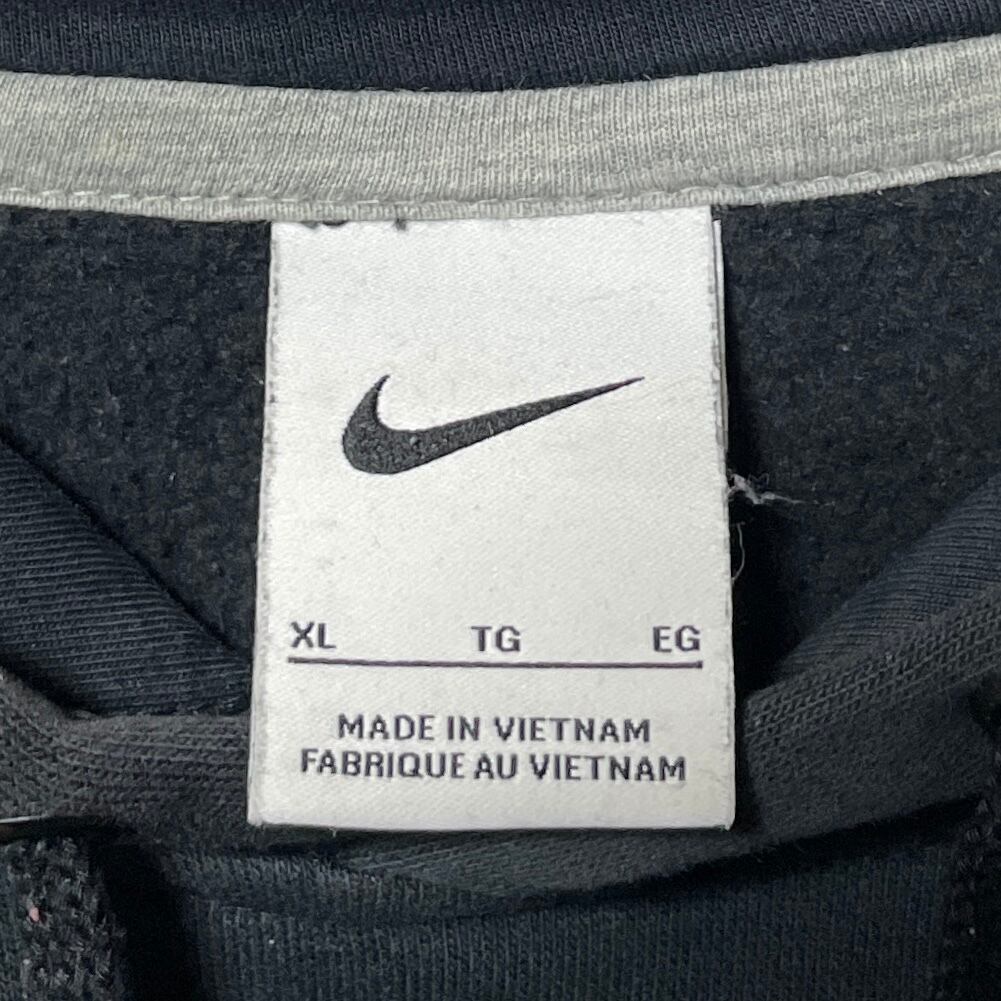 XL TG EG
MADE IN VIETNAM
FABRIQUE AU VIETNAM